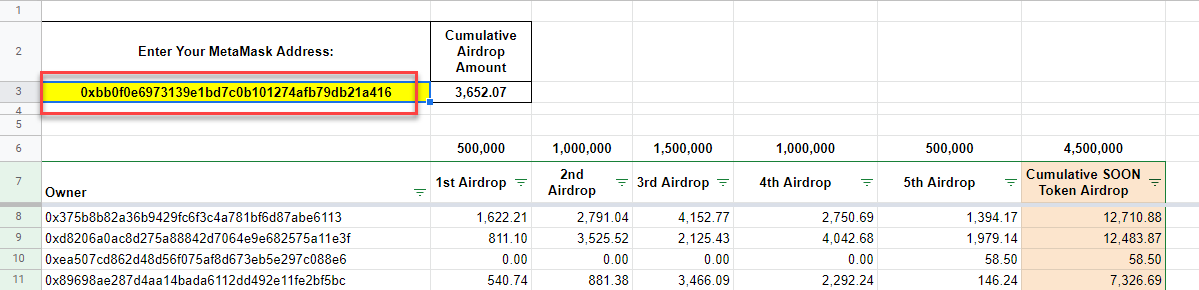 1
2
Enter Your MetaMask Address:
Cumulative
Airdrop
Amount
3
0xbb0f0e6973139e1bd7c0b101274afb79db21a416 3,652.07
4
5
6
500,000 1,000,000 1,500,000 1,000,000 500,000 4,500,000
7
Owner
1st Airdrop
2nd
Airdrop
3rd Airdrop
4th Airdrop
5th Airdrop
Cumulative SOON
Token Airdrop
8 0x375b8b82a36b9429fc6f3c4a781bf6d87abe6113 1,622.21 2,791.04 4,152.77 2,750.69 1,394.17 12,710.88
9 0xd8206a0ac8d275a88842d7064e9e682575a11e3f 811.10 3,525.52 2,125.43 4,042.68 1,979.14 12,483.87
10 0xea507cd862d48d56f075af8d673eb5e297c088e6 0.00 0.00 0.00 0.00 58.50 58.50
11 0x89698ae287d4aa14bada6112dd492e11fe2bf5bc 540.74 881.38 3,466.09 2,292.24 146.24 7,326.69